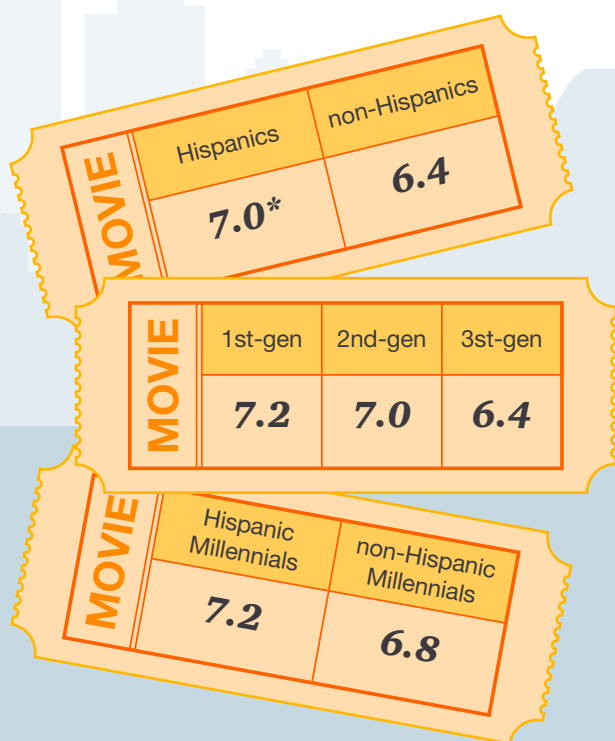 MOVIE
Hispanics non-Hispanics
7.0* 6.4
MOVIE
1st-gen 2nd-gen 3st-gen
7.2 7.0 6.4
MOVIE
Hispanic
Millennials
non-Hispanic
Millennials
7.2 6.8